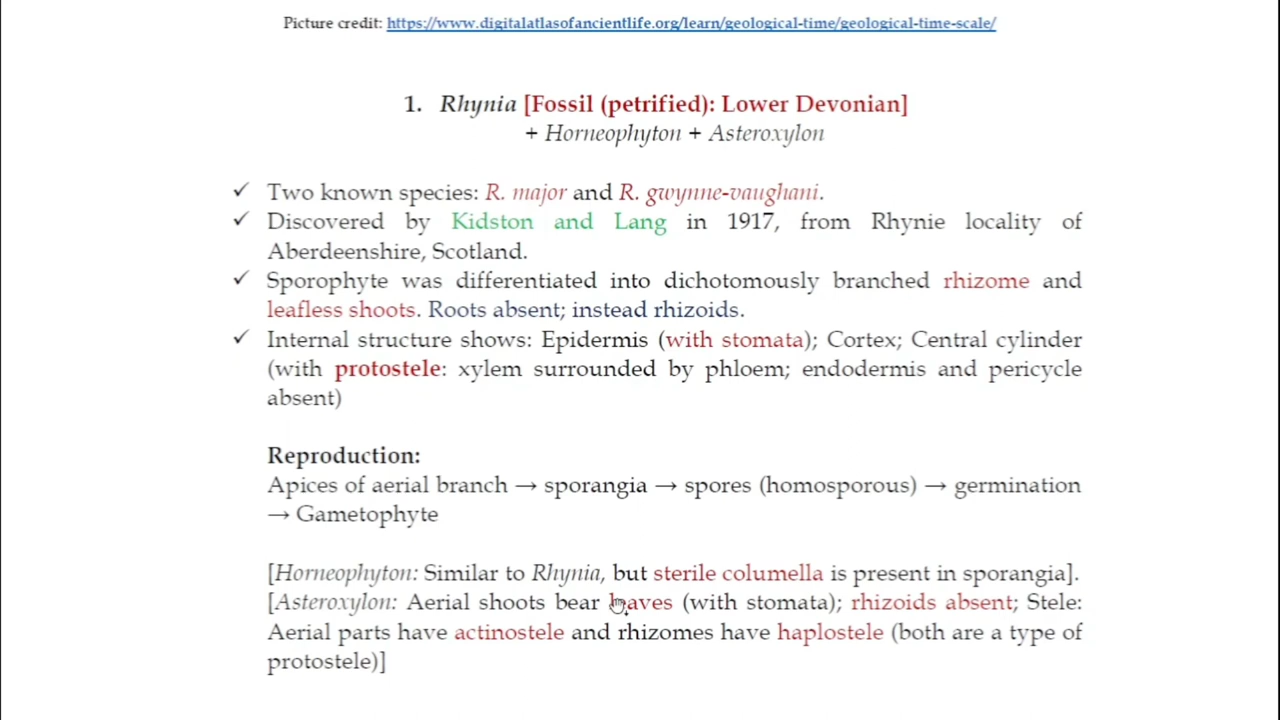 Picture credit: https://www.digitalatlasofancientlife.org/learn/geological-time/geological-time-scale/
1. Rhynia [Fossil (petrified): Lower Devonian]
+ Horneophyton + Asteroxylon
✓ Two known species: R. major and R. gwynne-vaughani.
✓ Discovered by Kidston and Lang in 1917, from Rhynie locality of
Aberdeenshire, Scotland.
✓ Sporophyte was differentiated into dichotomously branched rhizome and
leafless shoots. Roots absent; instead rhizoids.
✓ Internal structure shows: Epidermis (with stomata); Cortex; Central cylinder
(with protostele: xylem surrounded by phloem; endodermis and pericycle
absent)
Reproduction:
Apices of aerial branch → sporangia → spores (homosporous) → germination
→ Gametophyte
[Horneophyton: Similar to Rhynia, but sterile columella is present in sporangia].
[Asteroxylon: Aerial shoots bear leaves (with stomata); rhizoids absent; Stele:
Aerial parts have actinostele and rhizomes have haplostele (both are a type of
protostele)]